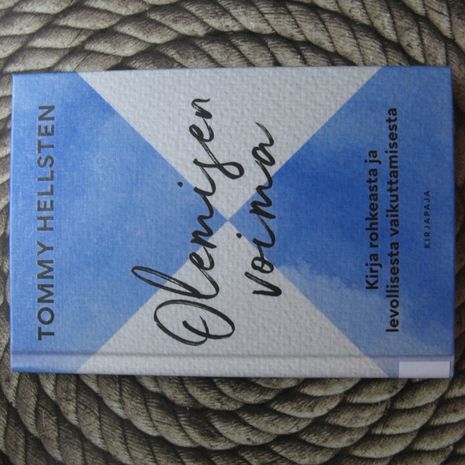 TOMMY HELLSTEN
Olemisen
voima
Kirja rohkeasta ja
levollisesta vaikuttamisesta
KIRJAPAJA